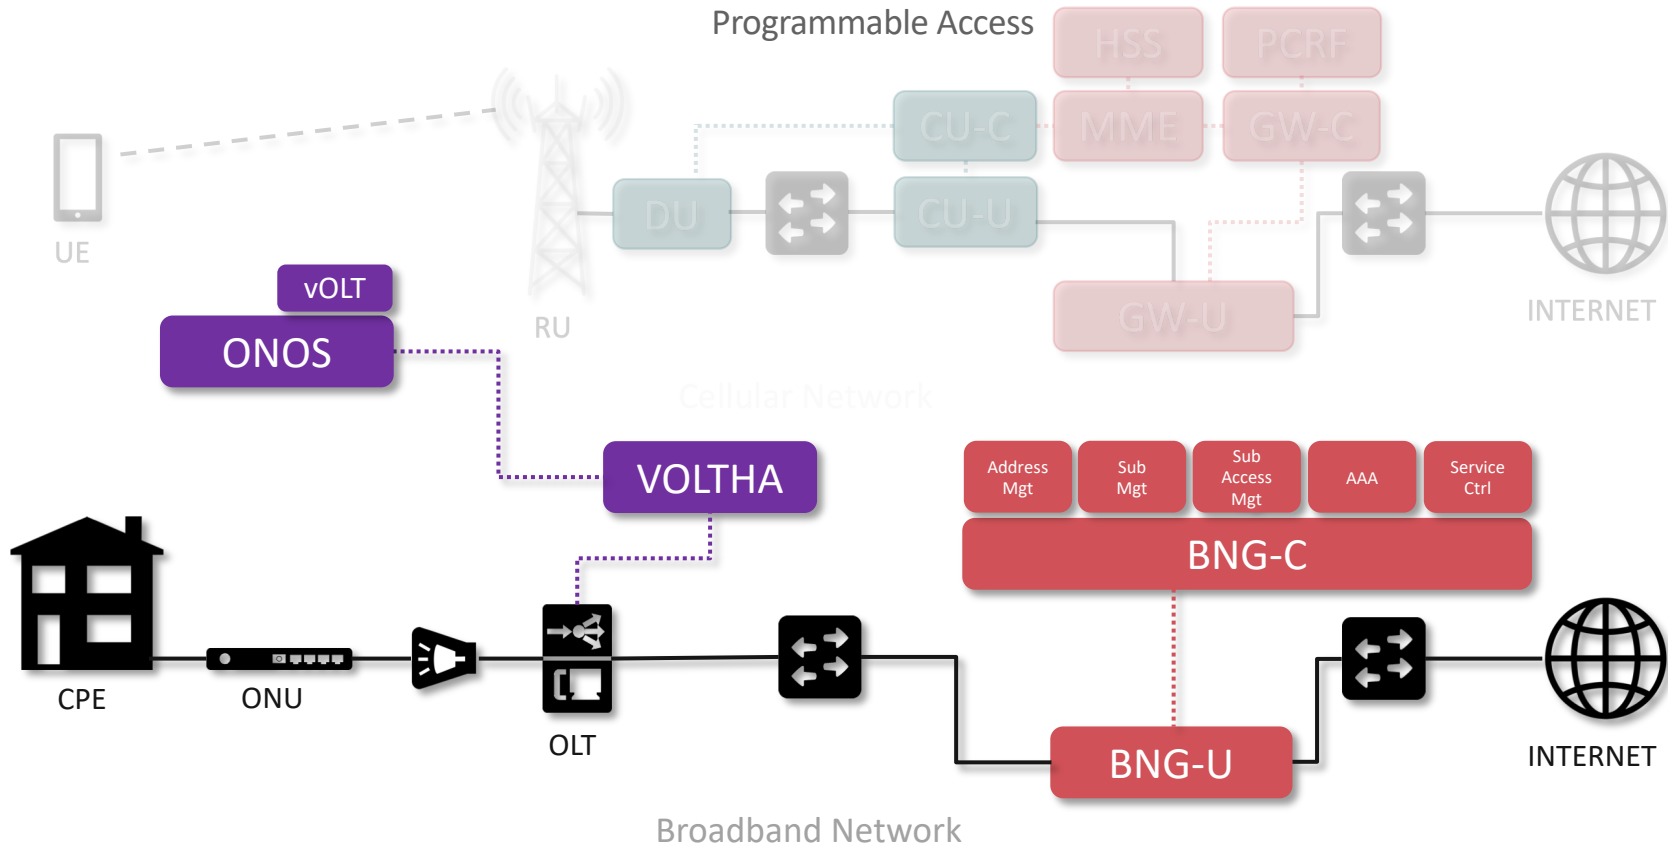 Programmable Access
HSS
PCRF
CU-C
MME
GW-C
DU
CU-U
UE
vOLT
RU
GW-U
INTERNET
ONOS
Cellular Network
VOLTHA
Address
Mgt
Sub
Mgt
Sub
Access
Mgt
AAA
Service
Ctrl
BNG-C
CPE
ONU
OLT
BNG-U
INTERNET
Broadband Network